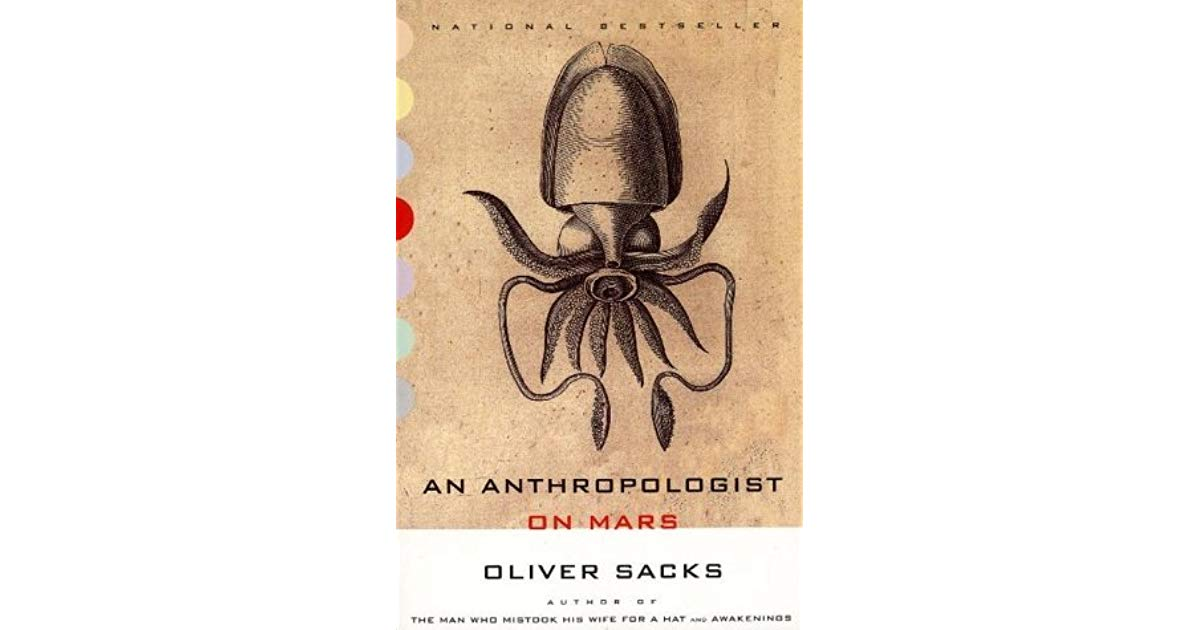 NATIONAL BESTSELLER
AN ANTHROPOLOGIST
ON MARS
OLIVER SACKS
AUTHOR OF
THE MAN WHO MISTOOK HIS WIFE FOR A HAT AND AWAKENINGS